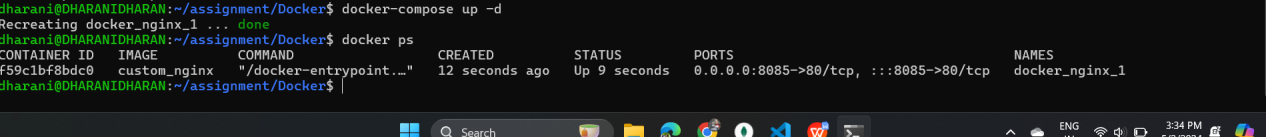 dharani@DHARANIDHARAN:~/assignment/Docker$ docker-compose up -d
Recreating docker_nginx_1 ... done
dharani@DHARANIDHARAN:~/assignment/Docker$ docker ps
CONTAINER ID   IMAGE          COMMAND                  CREATED          STATUS         PORTS                                   NAMES
f59c1bf8bdc0   custom_nginx   "/docker-entrypoint.…"   12 seconds ago   Up 9 seconds   0.0.0.0:8085->80/tcp, :::8085->80/tcp   docker_nginx_1
dharani@DHARANIDHARAN:~/assignment/Docker$
Search
ENG
3:34 PM